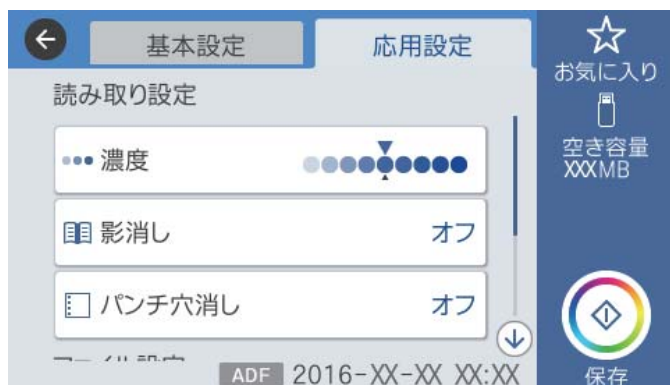 基本設定
応用設定
お気に入り
読み取り設定
空き容量
XXXMB
濃度
影消し オフ
パンチ穴消し オフ
ADF 2016-XX-XX XX:XX
保存